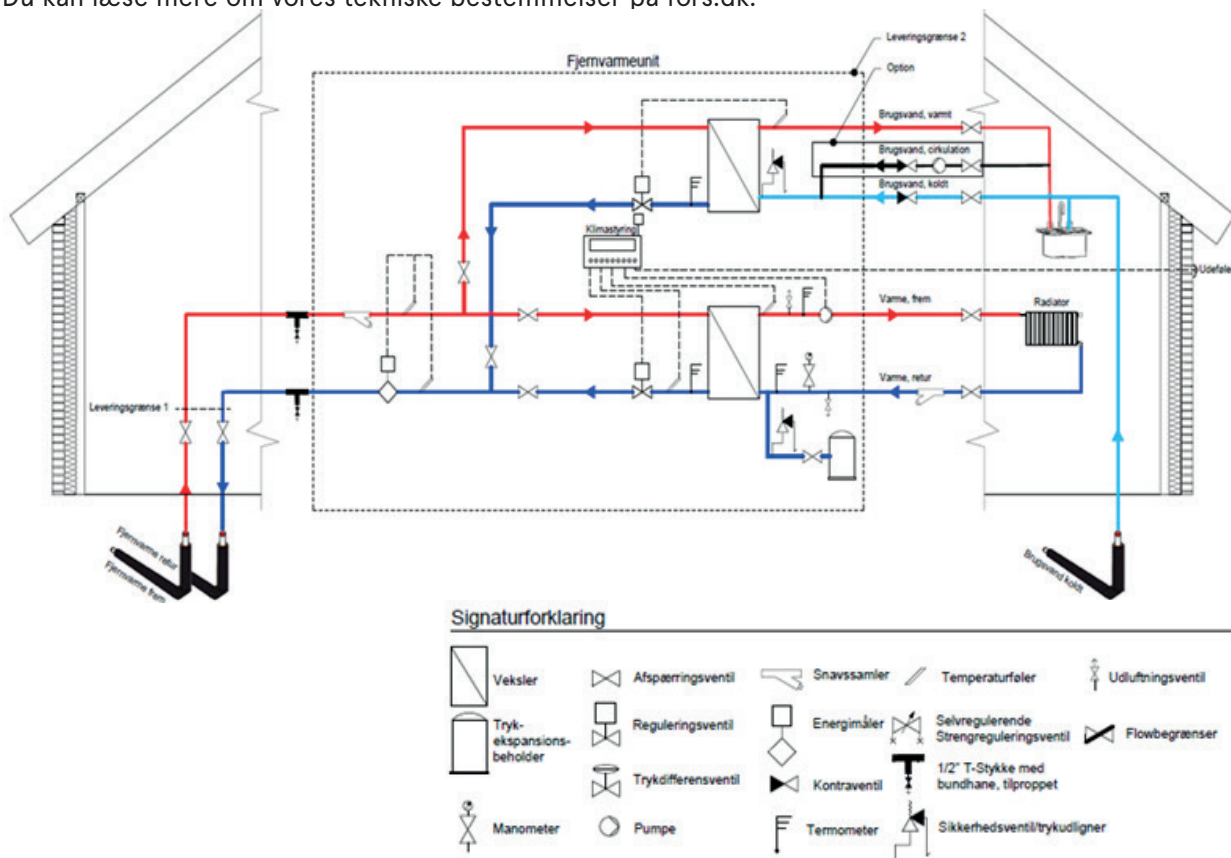 Du kan læse mere om vores tekniske bestemmelser på fors.dk.
Leveringsgrænse 2
Fjernvarmeunit
Option
Brugsvand, varmt
Brugsvand, cirkulation
Brugsvand, koldt
Klimastyring
Udeføle
Varme, frem
Radiator
Varme, retur
Leveringsgrænse 1
Fjernvarme retur
Fjernvarme frem
Brugsvand koldt
Signaturforklaring
Veksler
Afspærringsventil
Snavssamler
Temperaturføler
Udluftningsventil
Tryk-
ekspansions-
beholder
Reguleringsventil
Energimåler
Selvregulerende
Strengreguleringsventil
Flowbegrænser
Trykdifferensventil
Kontraventil
1/2" T-Stykke med
bundhane, tilproppet
Manometer
Pumpe
Termometer
Sikkerhedsventil/trykudligner